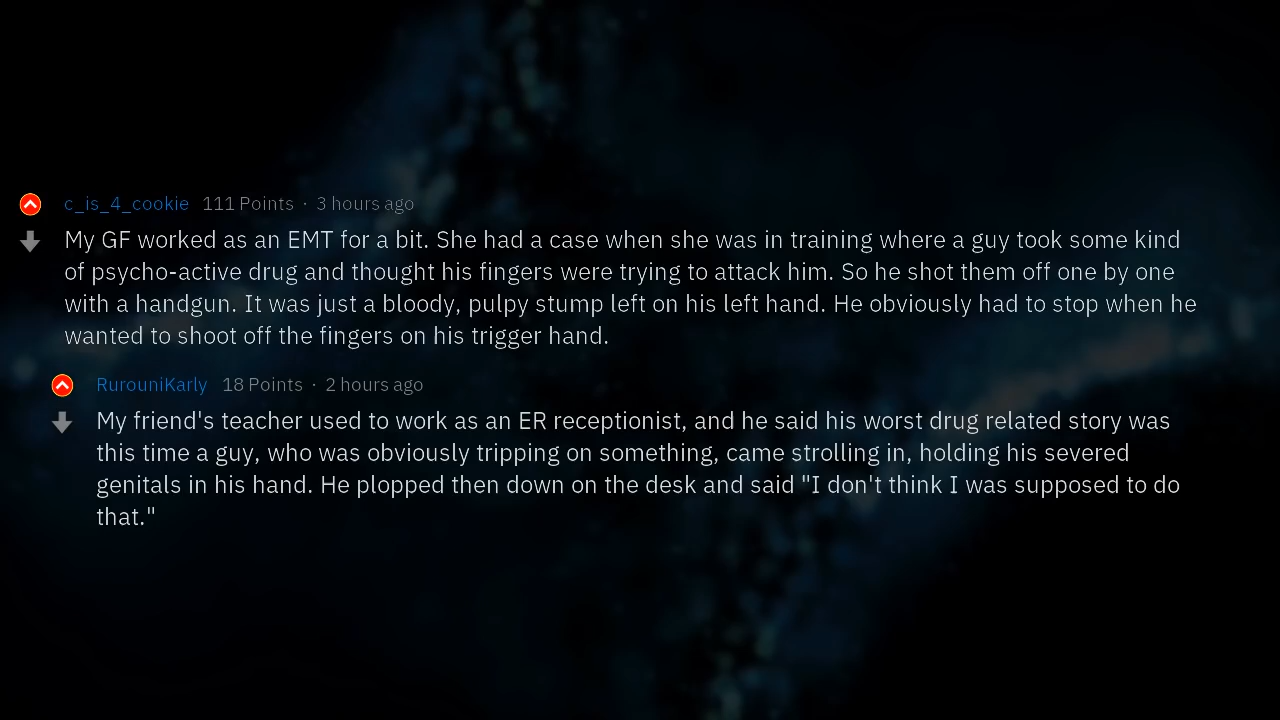 c_is_4_cookie 111 Points · 3 hours ago
My GF worked as an EMT for a bit. She had a case when she was in training where a guy took some kind
of psycho-active drug and thought his fingers were trying to attack him. So he shot them off one by one
with a handgun. It was just a bloody, pulpy stump left on his left hand. He obviously had to stop when he
wanted to shoot off the fingers on his trigger hand.
RurouniKarly 18 Points · 2 hours ago
My friend's teacher used to work as an ER receptionist, and he said his worst drug related story was
this time a guy, who was obviously tripping on something, came strolling in, holding his severed
genitals in his hand. He plopped then down on the desk and said "I don't think I was supposed to do
that."